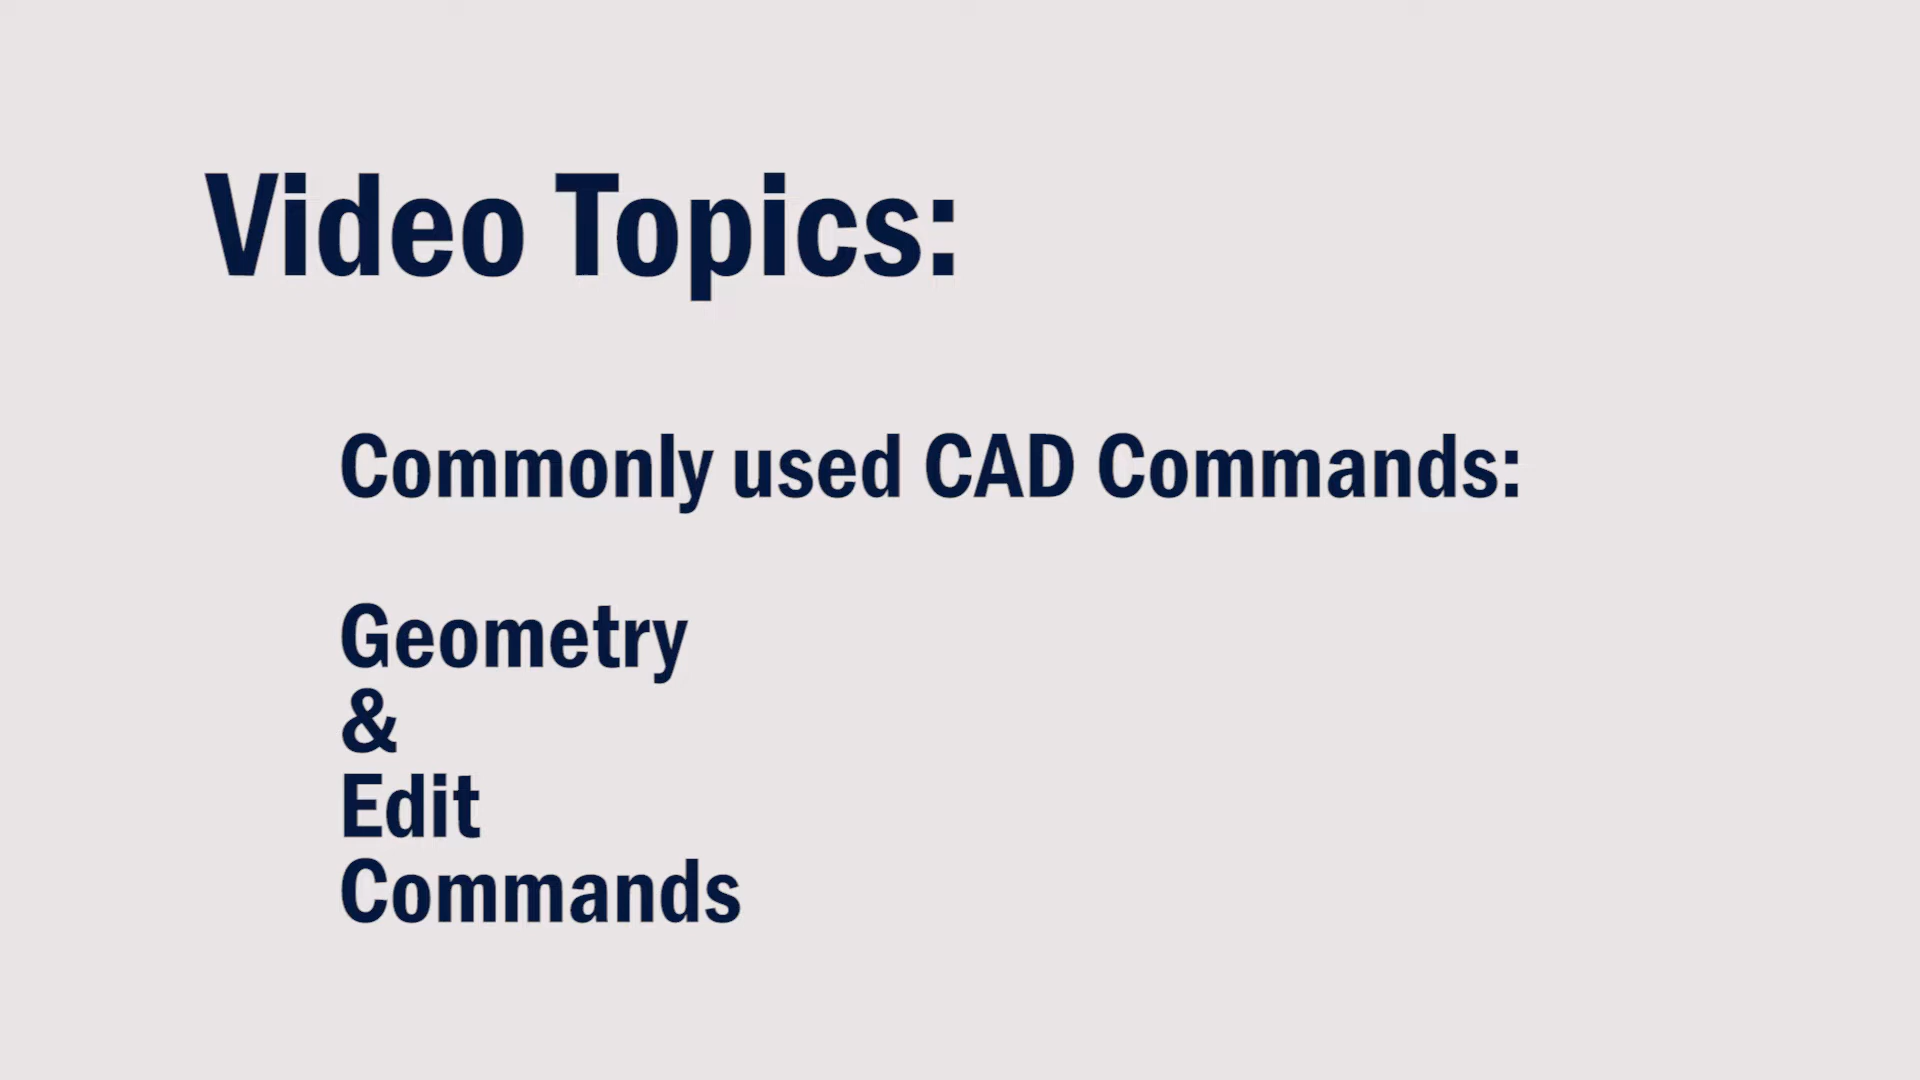 Video Topics:
Commonly used CAD Commands:
Geometry
&
Edit
Commands